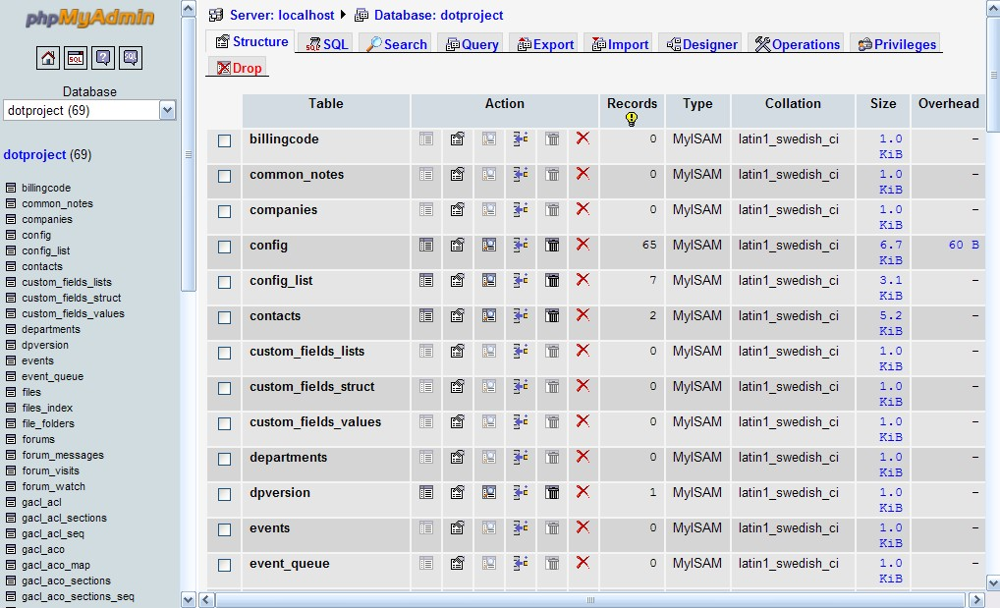 phpMyAdmin
SQL
SQL
Database
dotproject (69)
dotproject (69)
billingcode
common_notes
companies
config
config_list
contacts
custom_fields_lists
custom_fields_struct
custom_fields_values
departments
dpversion
events
event_queue
files
files_index
file_folders
forums
forum_messages
forum_visits
forum_watch
gacl_acl
gacl_acl_sections
gacl_acl_seq
gacl_aco
gacl_aco_map
gacl_aco_sections
gacl_aco_sections_seq
Server: localhost Database: dotproject
Structure SQL Search Query Export Import Designer Operations Privileges
Drop
Table Action Records Type Collation Size Overhead
billingcode 0 MyISAM latin1_swedish_ci 1.0 –
KiB
common_notes 0 MyISAM latin1_swedish_ci 1.0 –
KiB
companies 0 MyISAM latin1_swedish_ci 1.0 –
KiB
config 65 MyISAM latin1_swedish_ci 6.7 60 B
KiB
config_list 7 MyISAM latin1_swedish_ci 3.1 –
KiB
contacts 2 MyISAM latin1_swedish_ci 5.2 –
KiB
custom_fields_lists 0 MyISAM latin1_swedish_ci 1.0 –
KiB
custom_fields_struct 0 MyISAM latin1_swedish_ci 1.0 –
KiB
custom_fields_values 0 MyISAM latin1_swedish_ci 1.0 –
KiB
departments 0 MyISAM latin1_swedish_ci 1.0 –
KiB
dpversion 1 MyISAM latin1_swedish_ci 1.0 –
KiB
events 0 MyISAM latin1_swedish_ci 1.0 –
KiB
event_queue 0 MyISAM latin1_swedish_ci 1.0 –
KiB